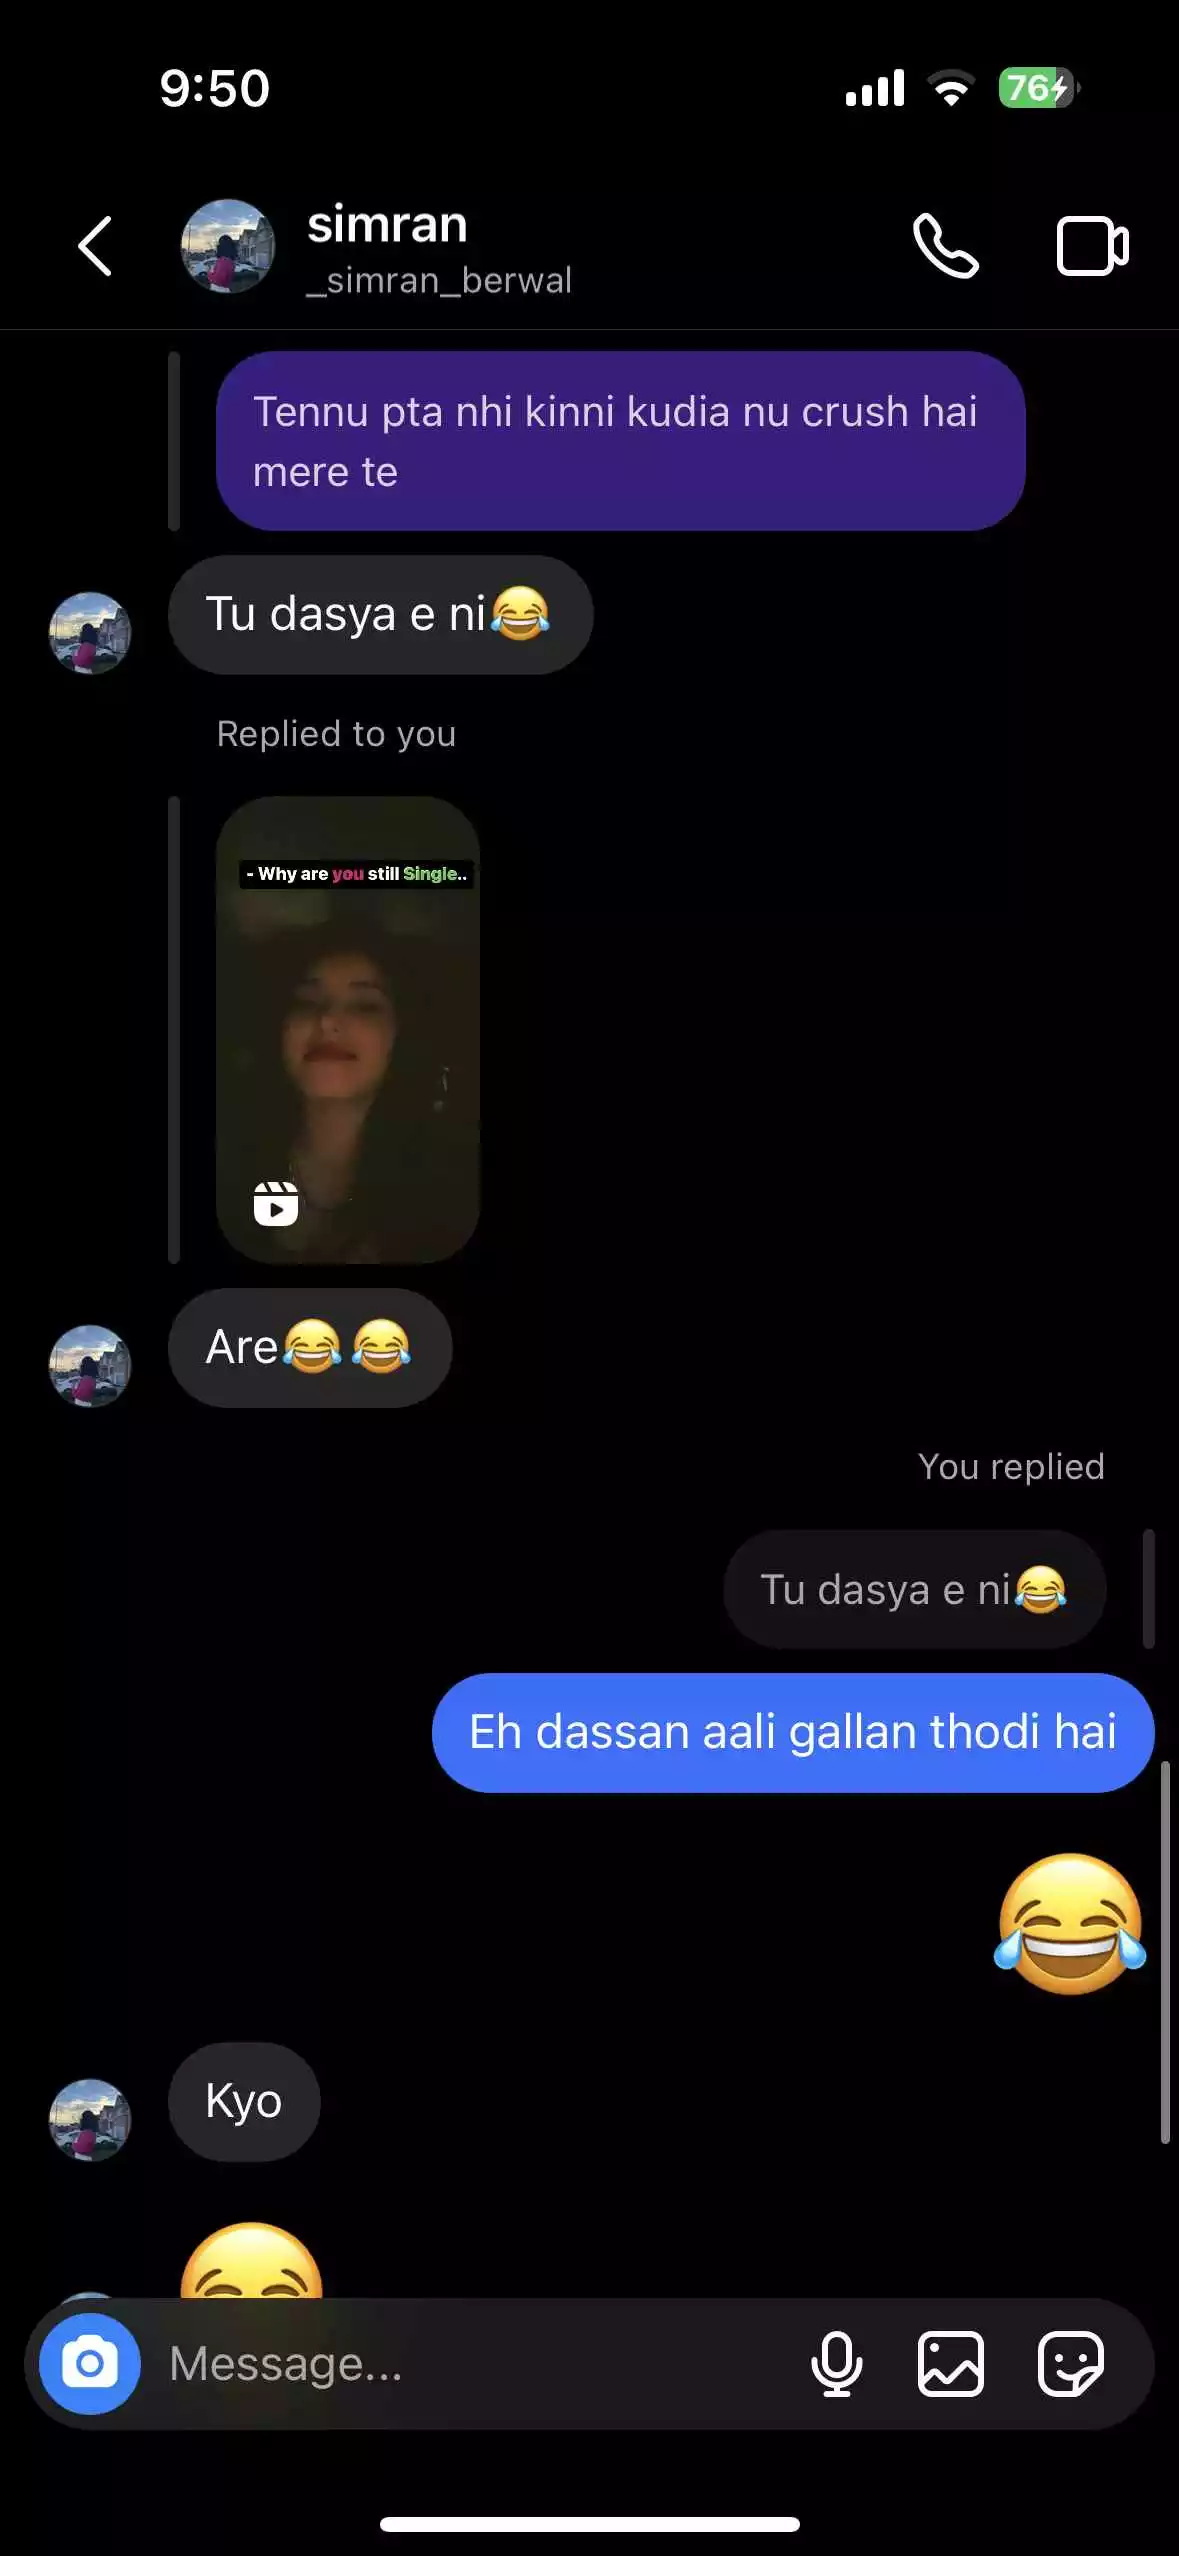 9:50
76
simran
_simran_berwal
Tennu pta nhi kinni kudia nu crush hai
mere te
Tu dasya e ni😂
Replied to you
- Why are you still Single..
Are😂😂
You replied
Tu dasya e ni😂
Eh dassan aali gallan thodi hai
😂
Kyo
Message...